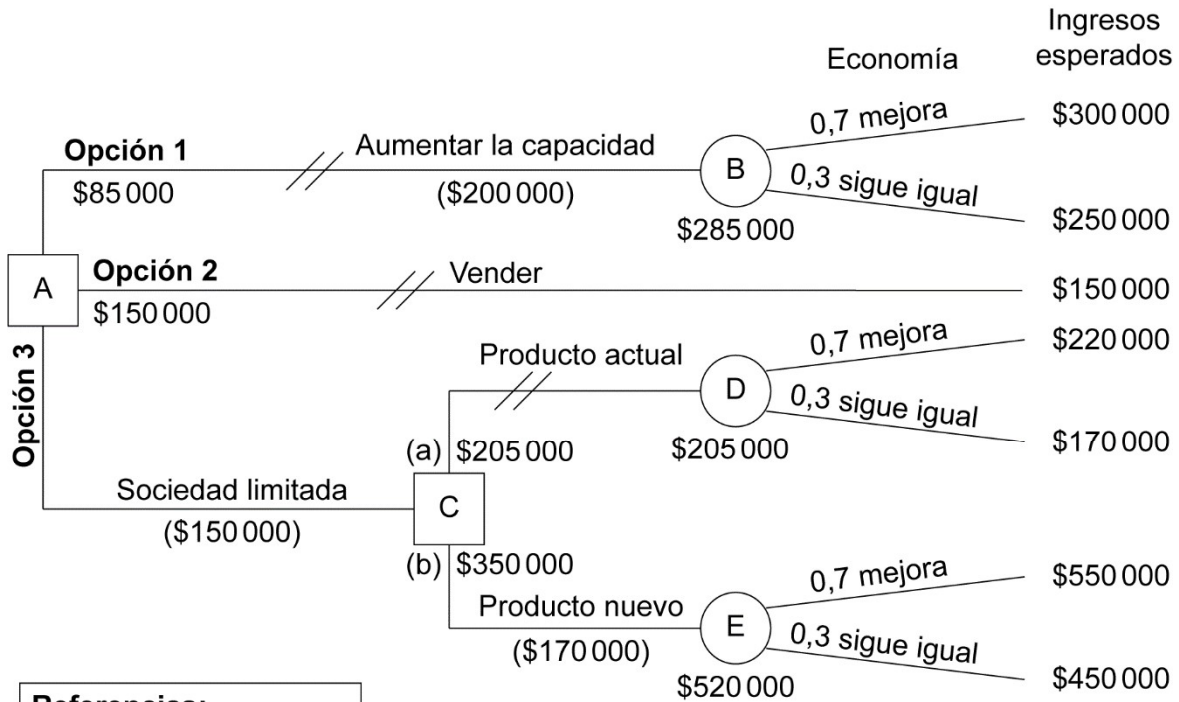 Ingresos
esperados
Economía
0,7 mejora
$300 000
Opción 1
Aumentar la capacidad
B
$85 000
($200 000)
0,3 sigue igual
$285 000
$250 000
A
Opción 2
Vender
$150 000
$150 000
0,7 mejora
$220 000
Opción 3
Producto actual
D
0,3 sigue igual
(a) $205 000
$205 000
$170 000
Sociedad limitada
($150 000)
C
(b) $350 000
0,7 mejora
$550 000
Producto nuevo
($170 000)
E
0,3 sigue igual
$520 000
$450 000